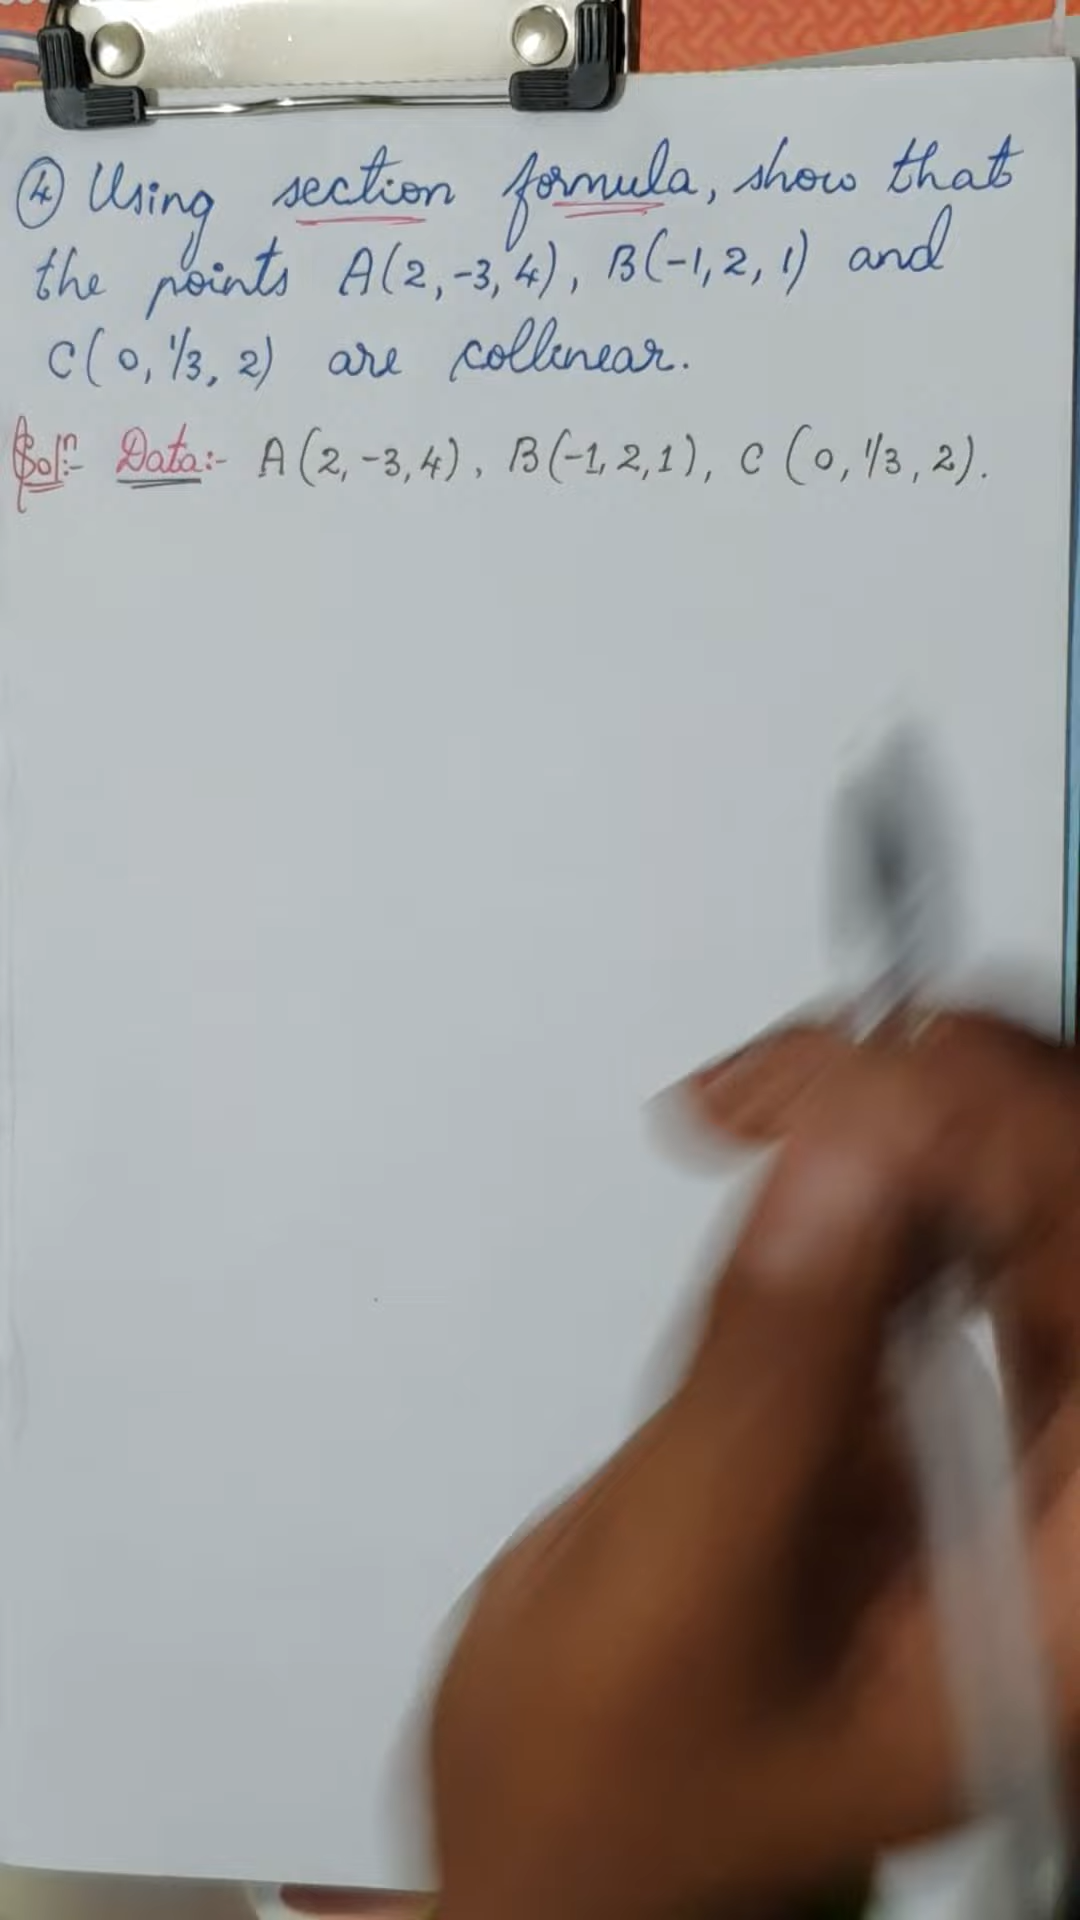 ④ Using section formula, show that
the points A(2,-3,4), B(-1,2,1) and
C(0,1/3,2) are collinear.
Solⁿ:- Data:- A(2,-3,4), B(-1,2,1), C(0,1/3,2).